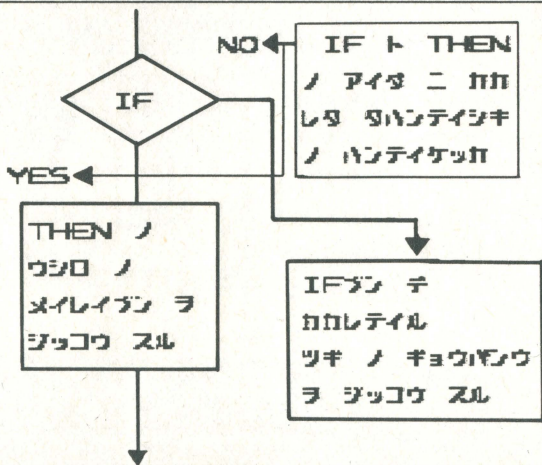 NO
IF ト THEN
ノ アイダ ニ カカ
レタ タハンテイシキ
ノ ハンテイケッカ
IF
YES
THEN ノ
ウシロ ノ
メイレイブン ヲ
ジッコウ スル
IFブン デ
カカレテイル
ツギ ノ ギョウバンウ
ヲ ジッコウ スル